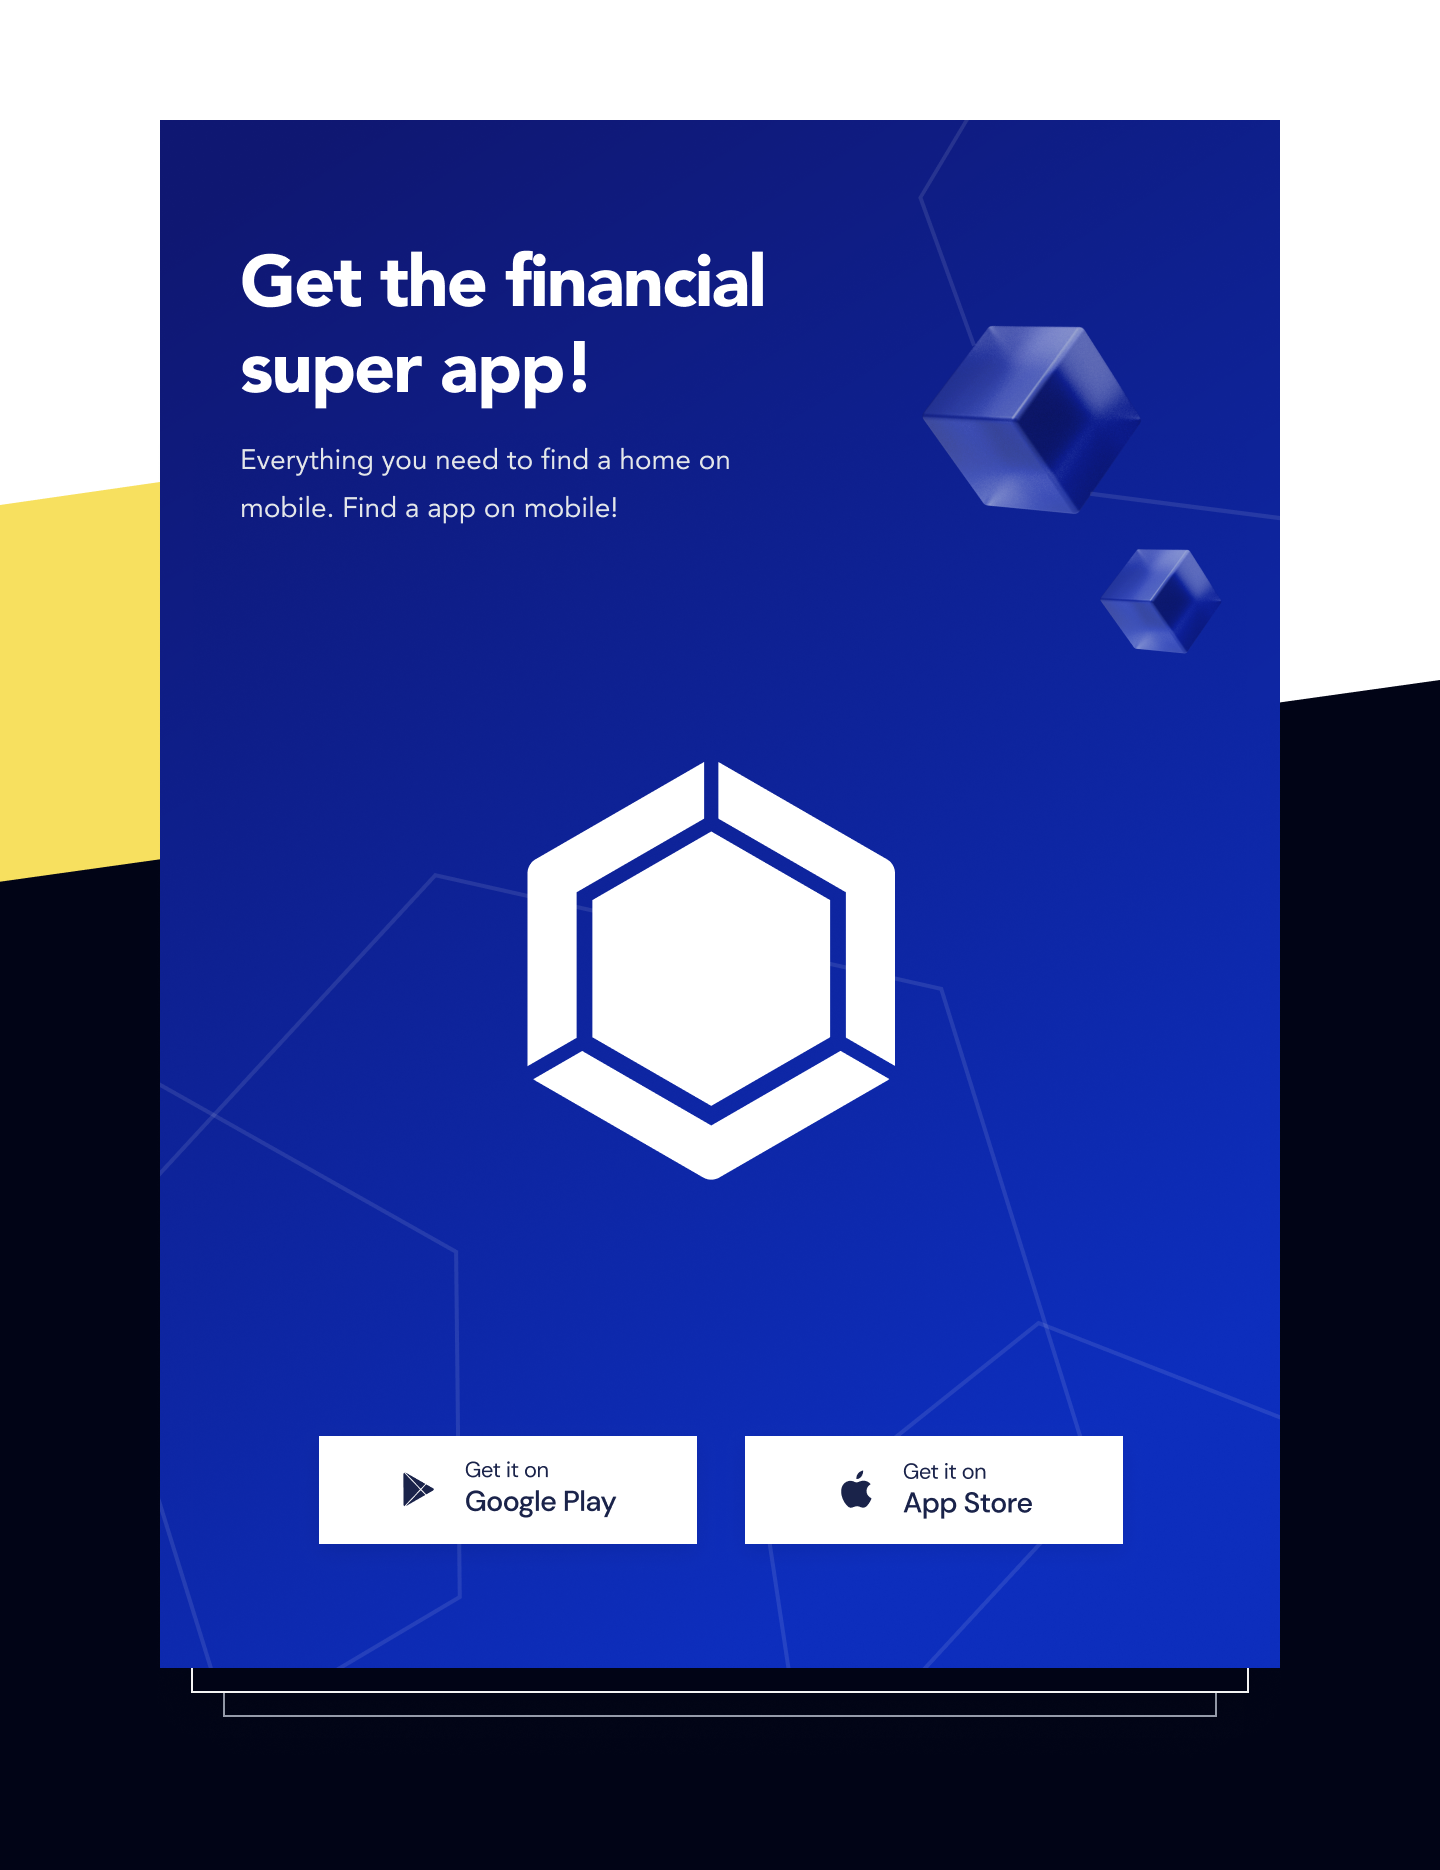 Get the financial
super app!
Everything you need to find a home on
mobile. Find a app on mobile!
Get it on
Google Play
Get it on
App Store